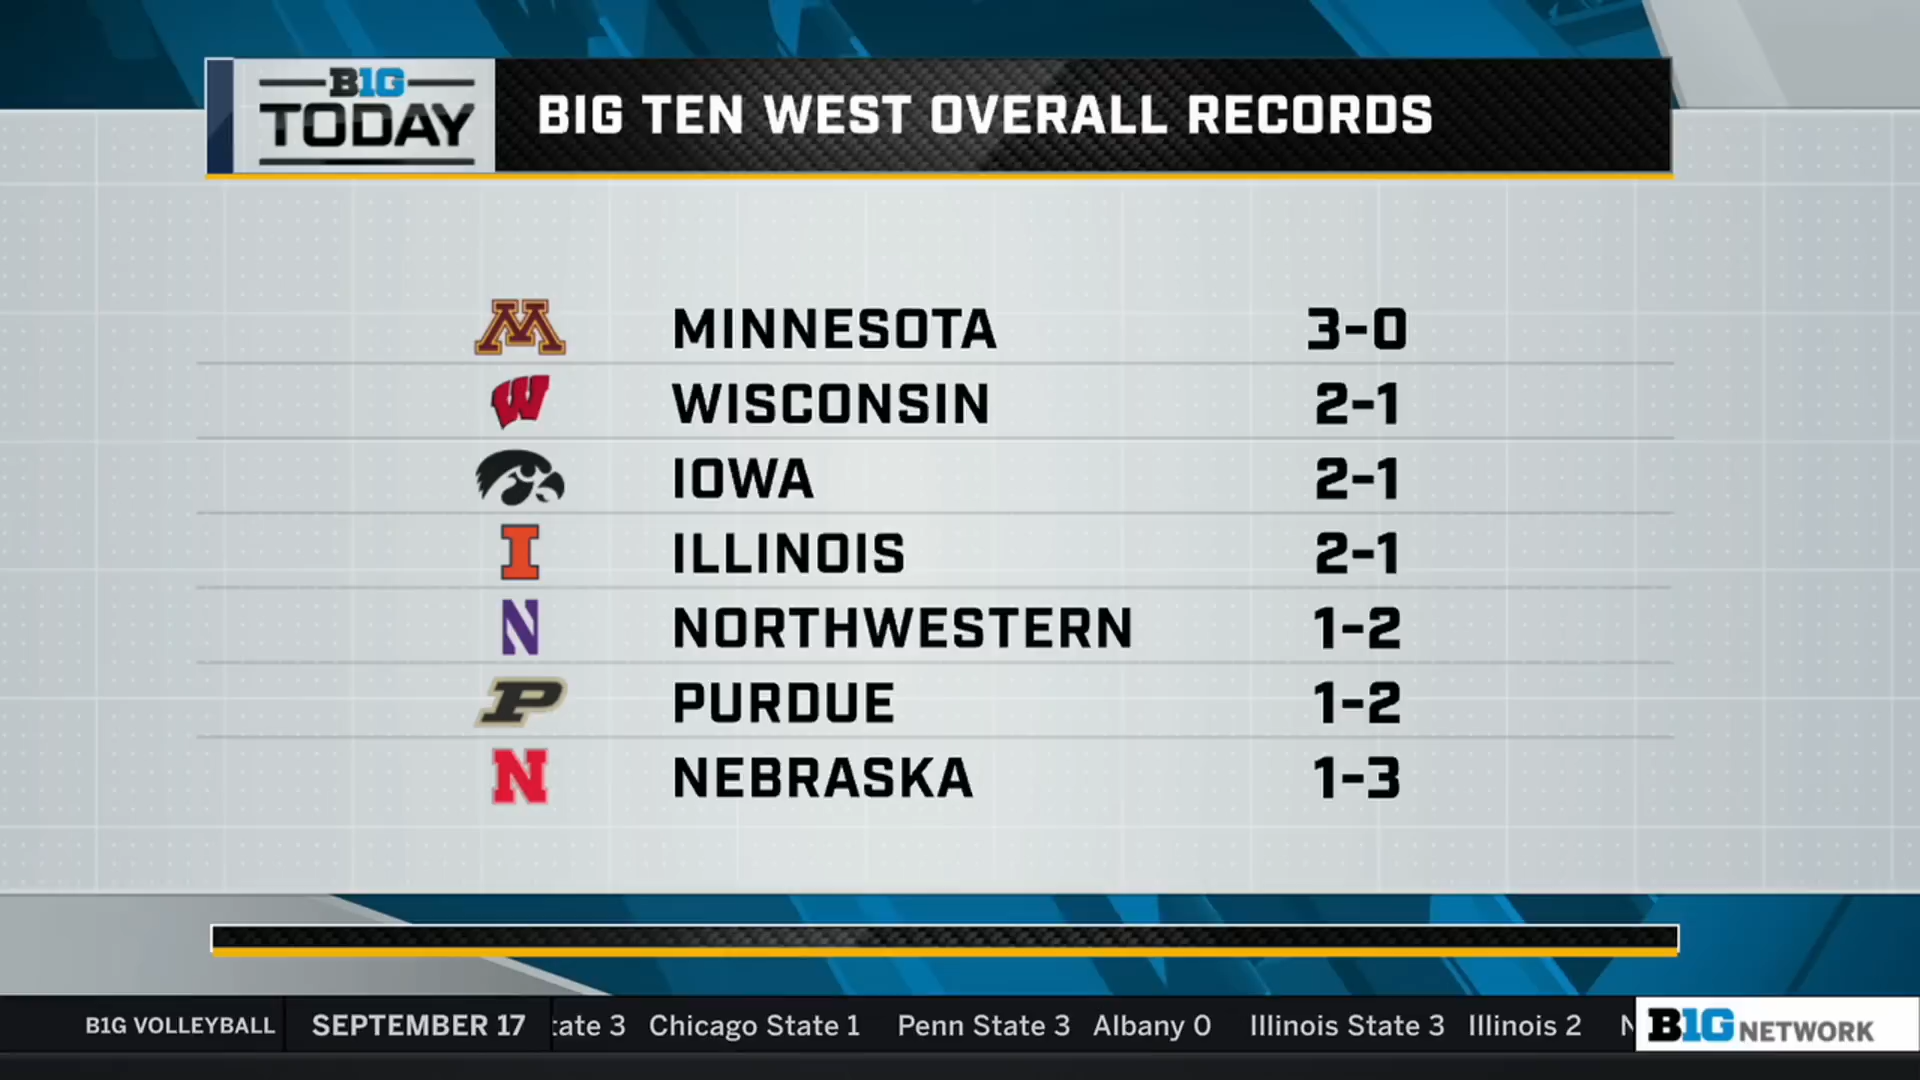 B1G
TODAY
BIG TEN WEST OVERALL RECORDS
M MINNESOTA 3-0
W WISCONSIN 2-1
IOWA 2-1
I ILLINOIS 2-1
N NORTHWESTERN 1-2
P PURDUE 1-2
N NEBRASKA 1-3
B1G VOLLEYBALL SEPTEMBER 17 tate 3 Chicago State 1 Penn State 3 Albany 0 Illinois State 3 Illinois 2 N B1G NETWORK